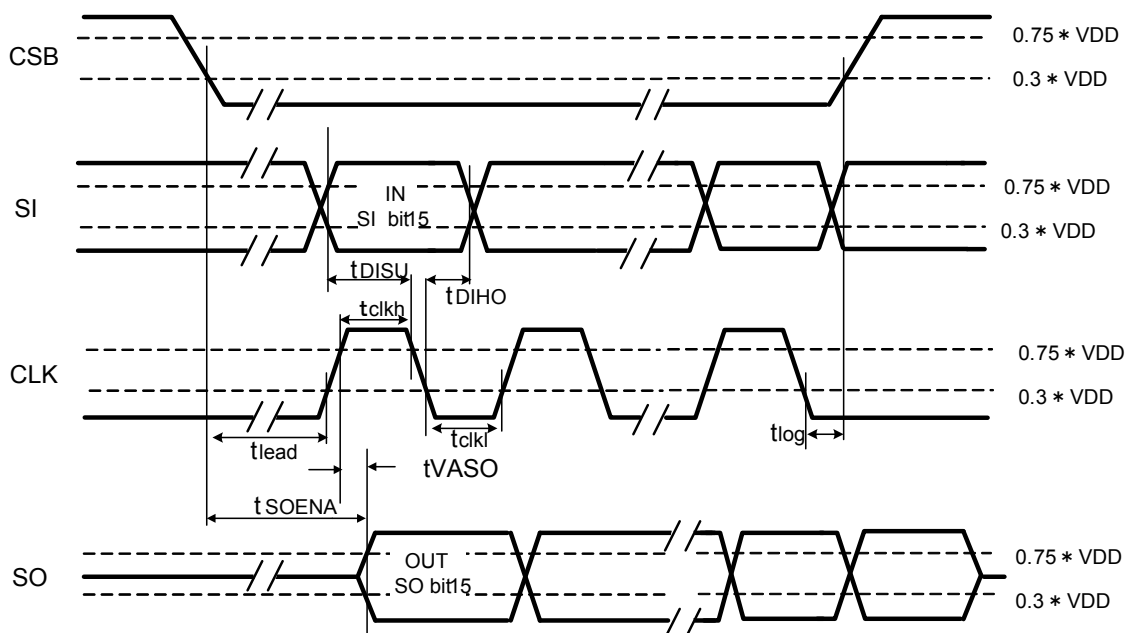 CSB
0.75 * VDD
0.3 * VDD
SI
IN
SI bit15
0.75 * VDD
0.3 * VDD
tDISU
tDIHO
tclkh
CLK
0.75 * VDD
0.3 * VDD
tlead
tclkl
tlog
tVASO
tSOENA
SO
OUT
SO bit15
0.75 * VDD
0.3 * VDD